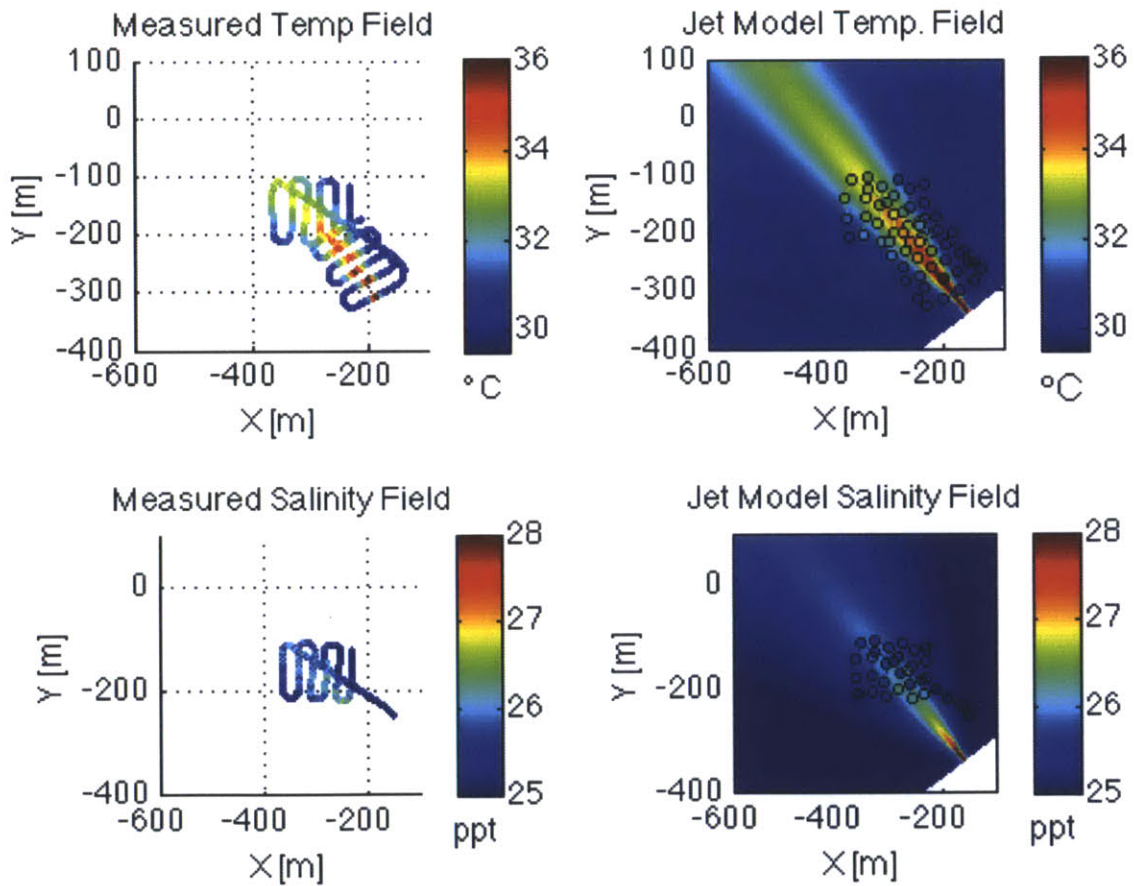 Measured Temp Field
100
0
-100
-200
-300
-400
Y [m]
-600
-400
-200
X [m]
36
34
32
30
°C
Jet Model Temp. Field
100
0
-100
-200
-300
-400
Y [m]
-600
-400
-200
X [m]
36
34
32
30
°C
Measured Salinity Field
0
-200
-400
Y [m]
-600
-400
-200
X [m]
28
27
26
25
ppt
Jet Model Salinity Field
0
-200
-400
Y [m]
-600
-400
-200
X [m]
28
27
26
25
ppt